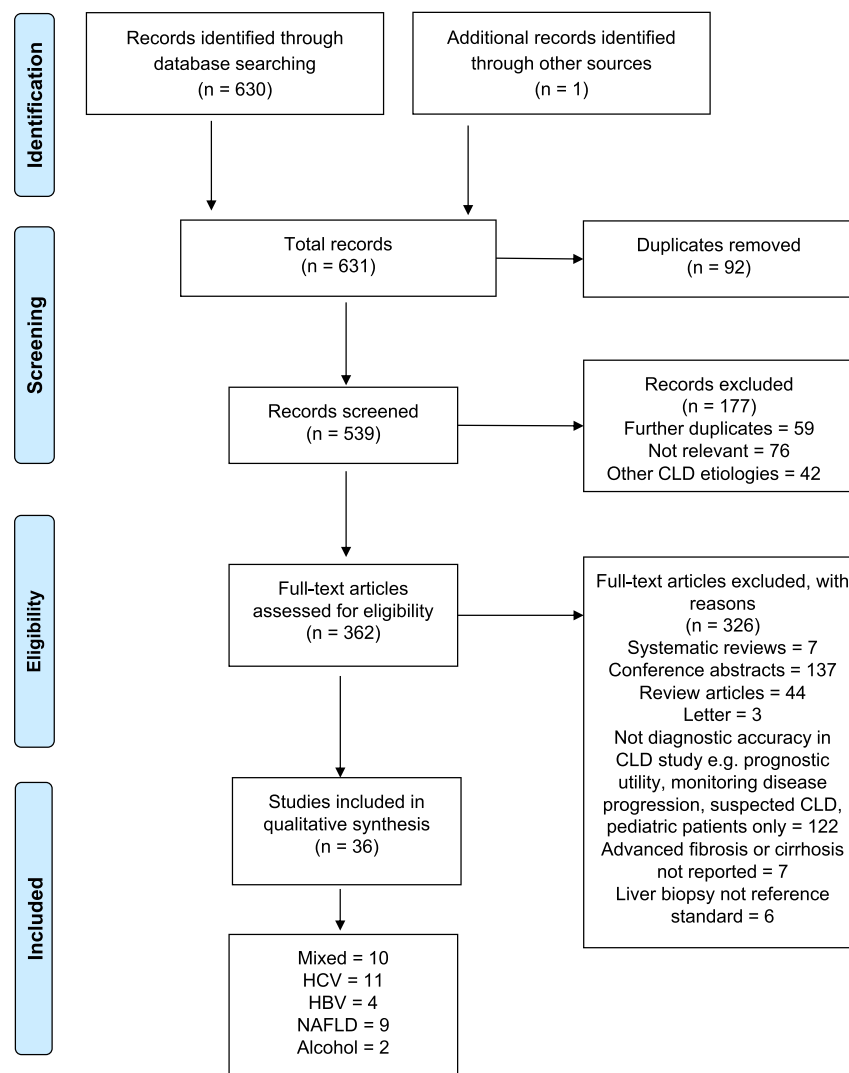 Identification
Records identified through
database searching
(n = 630)
Additional records identified
through other sources
(n = 1)
Screening
Total records
(n = 631)
Duplicates removed
(n = 92)
Records screened
(n = 539)
Records excluded
(n = 177)
Further duplicates = 59
Not relevant = 76
Other CLD etiologies = 42
Eligibility
Full-text articles
assessed for eligibility
(n = 362)
Full-text articles excluded, with
reasons
(n = 326)
Systematic reviews = 7
Conference abstracts = 137
Review articles = 44
Letter = 3
Not diagnostic accuracy in
CLD study e.g. prognostic
utility, monitoring disease
progression, suspected CLD,
pediatric patients only = 122
Advanced fibrosis or cirrhosis
not reported = 7
Liver biopsy not reference
standard = 6
Included
Studies included in
qualitative synthesis
(n = 36)
Mixed = 10
HCV = 11
HBV = 4
NAFLD = 9
Alcohol = 2